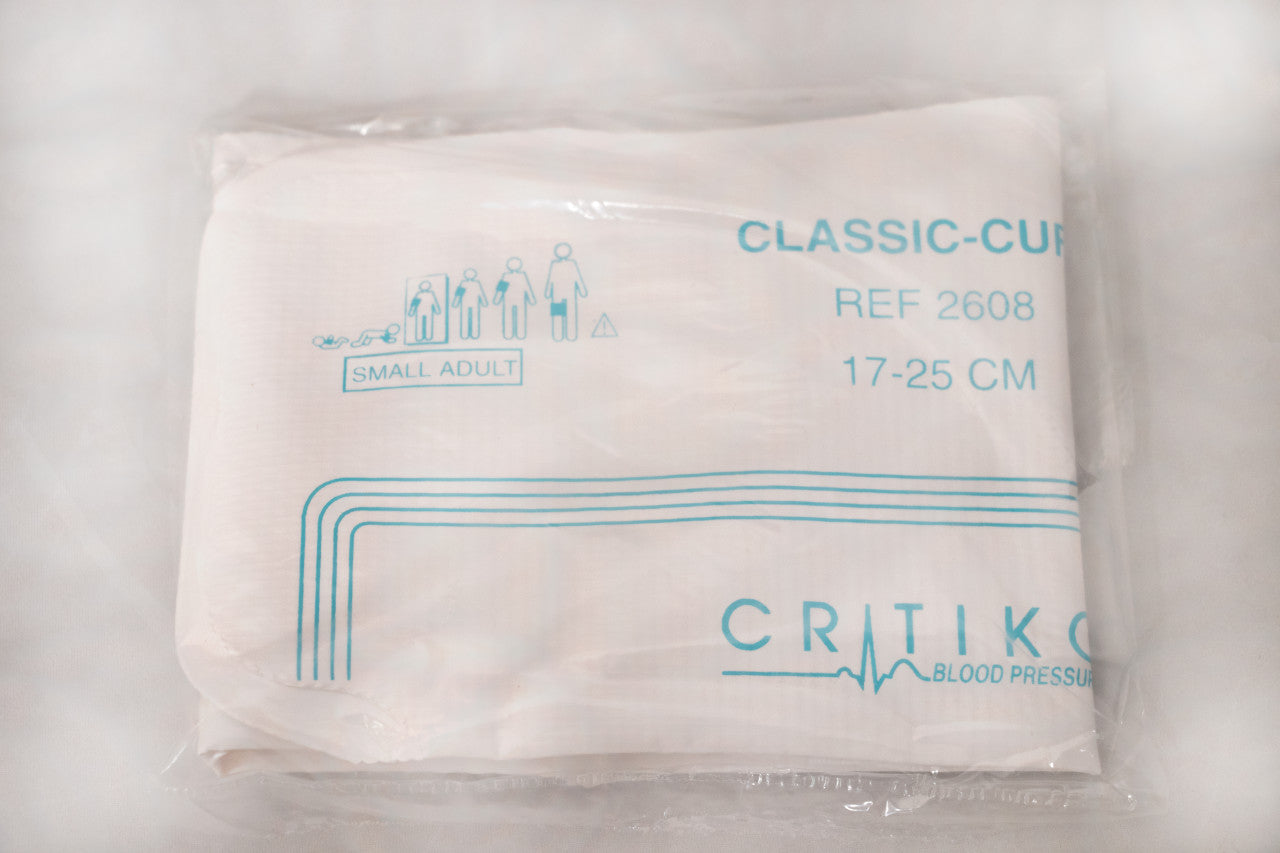 CLASSIC-CUF
REF 2608
17-25 CM
SMALL ADULT
CRITIKO
BLOOD PRESSUR